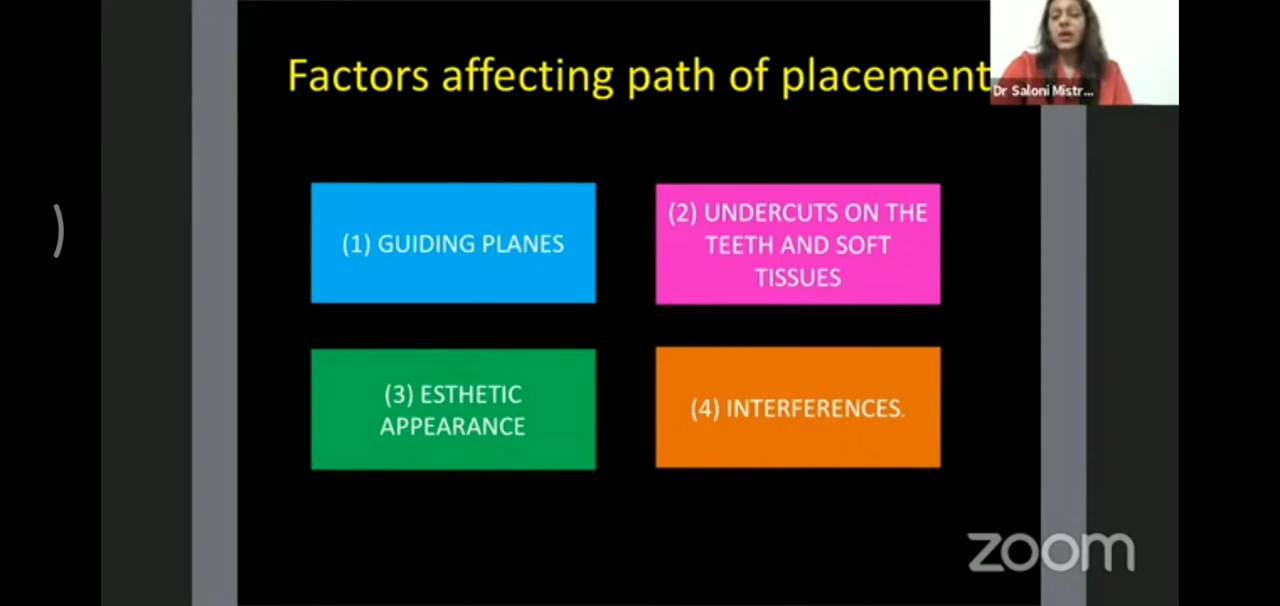 Factors affecting path of placement
Dr Saloni Mistr...
(1) GUIDING PLANES
(2) UNDERCUTS ON THE
TEETH AND SOFT
TISSUES
(3) ESTHETIC
APPEARANCE
(4) INTERFERENCES.
zoom